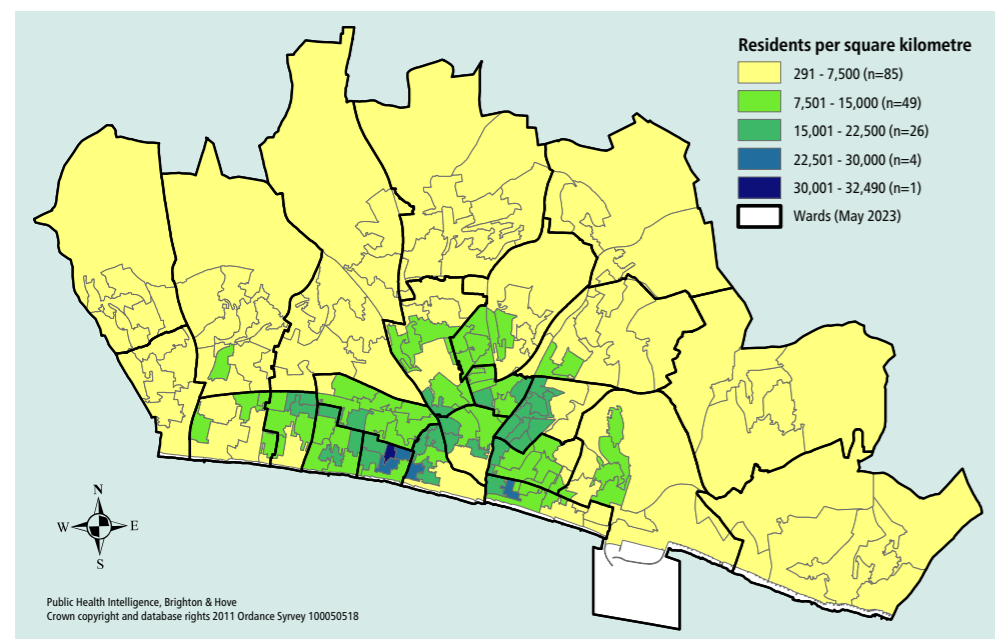 Residents per square kilometre
291 - 7,500 (n=85)
7,501 - 15,000 (n=49)
15,001 - 22,500 (n=26)
22,501 - 30,000 (n=4)
30,001 - 32,490 (n=1)
Wards (May 2023)
N
W E
S
Public Health Intelligence, Brighton & Hove
Crown copyright and database rights 2011 Ordance Syrvey 100050518